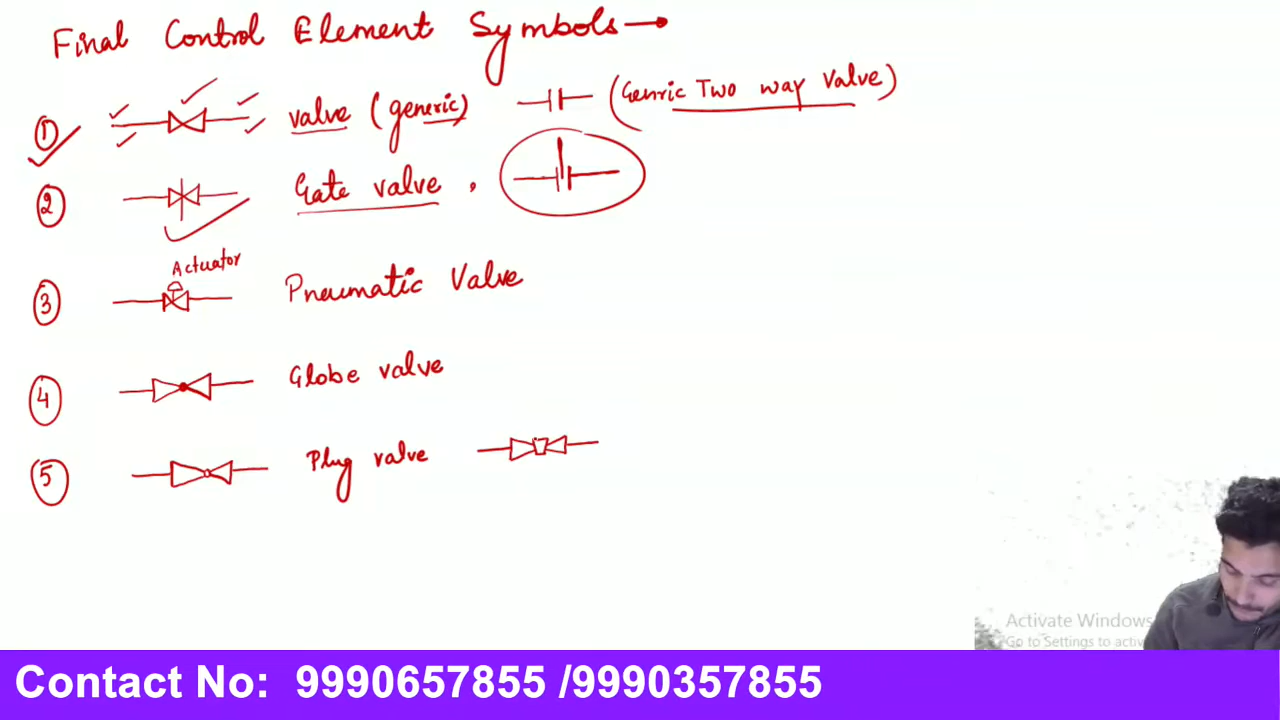 Final Control Element Symbols
① valve (generic) (Genric Two way Valve)
② Gate valve,
Actuator
③ Pneumatic Valve
④ Globe valve
⑤ Plug valve
Activate Windows
Go to Settings to activ
Contact No: 9990657855 /9990357855